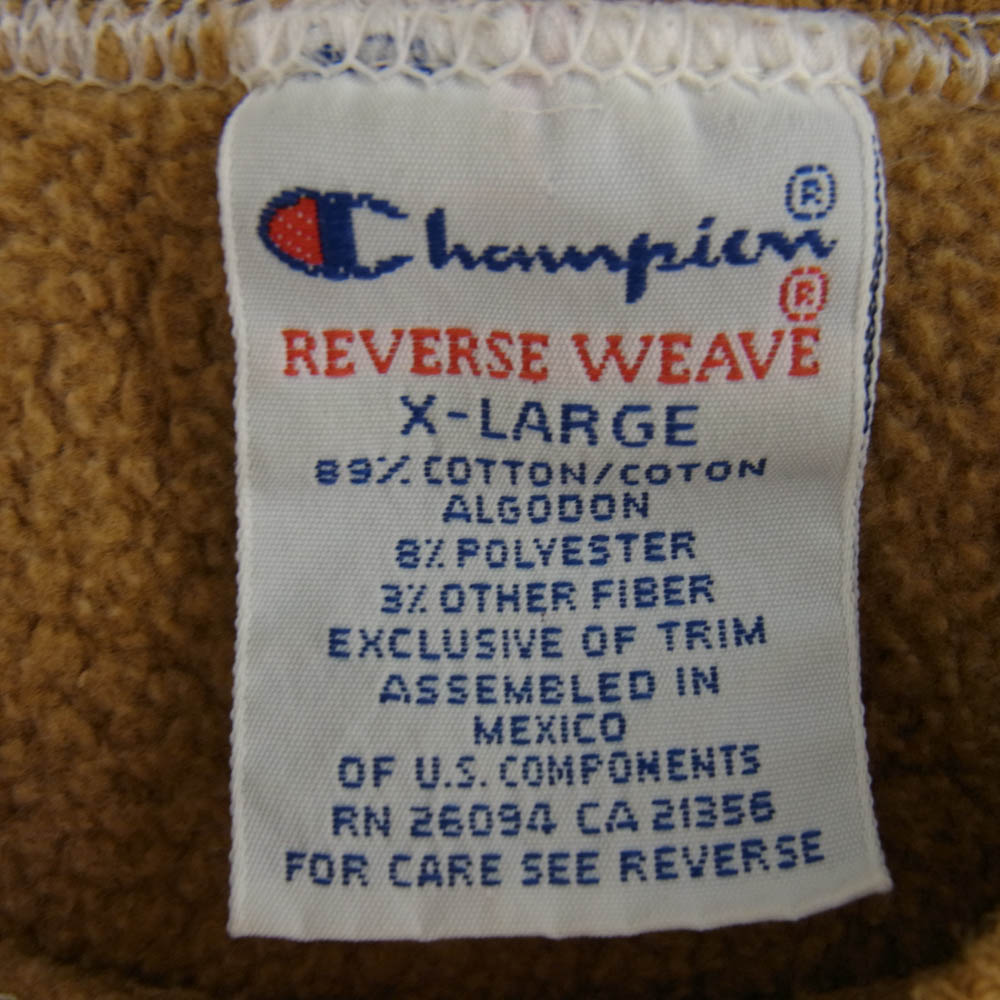 Champion®
REVERSE WEAVE®
X-LARGE
89% COTTON/COTON
ALGODON
8% POLYESTER
3% OTHER FIBER
EXCLUSIVE OF TRIM
ASSEMBLED IN
MEXICO
OF U.S. COMPONENTS
RN 26094 CA 21356
FOR CARE SEE REVERSE